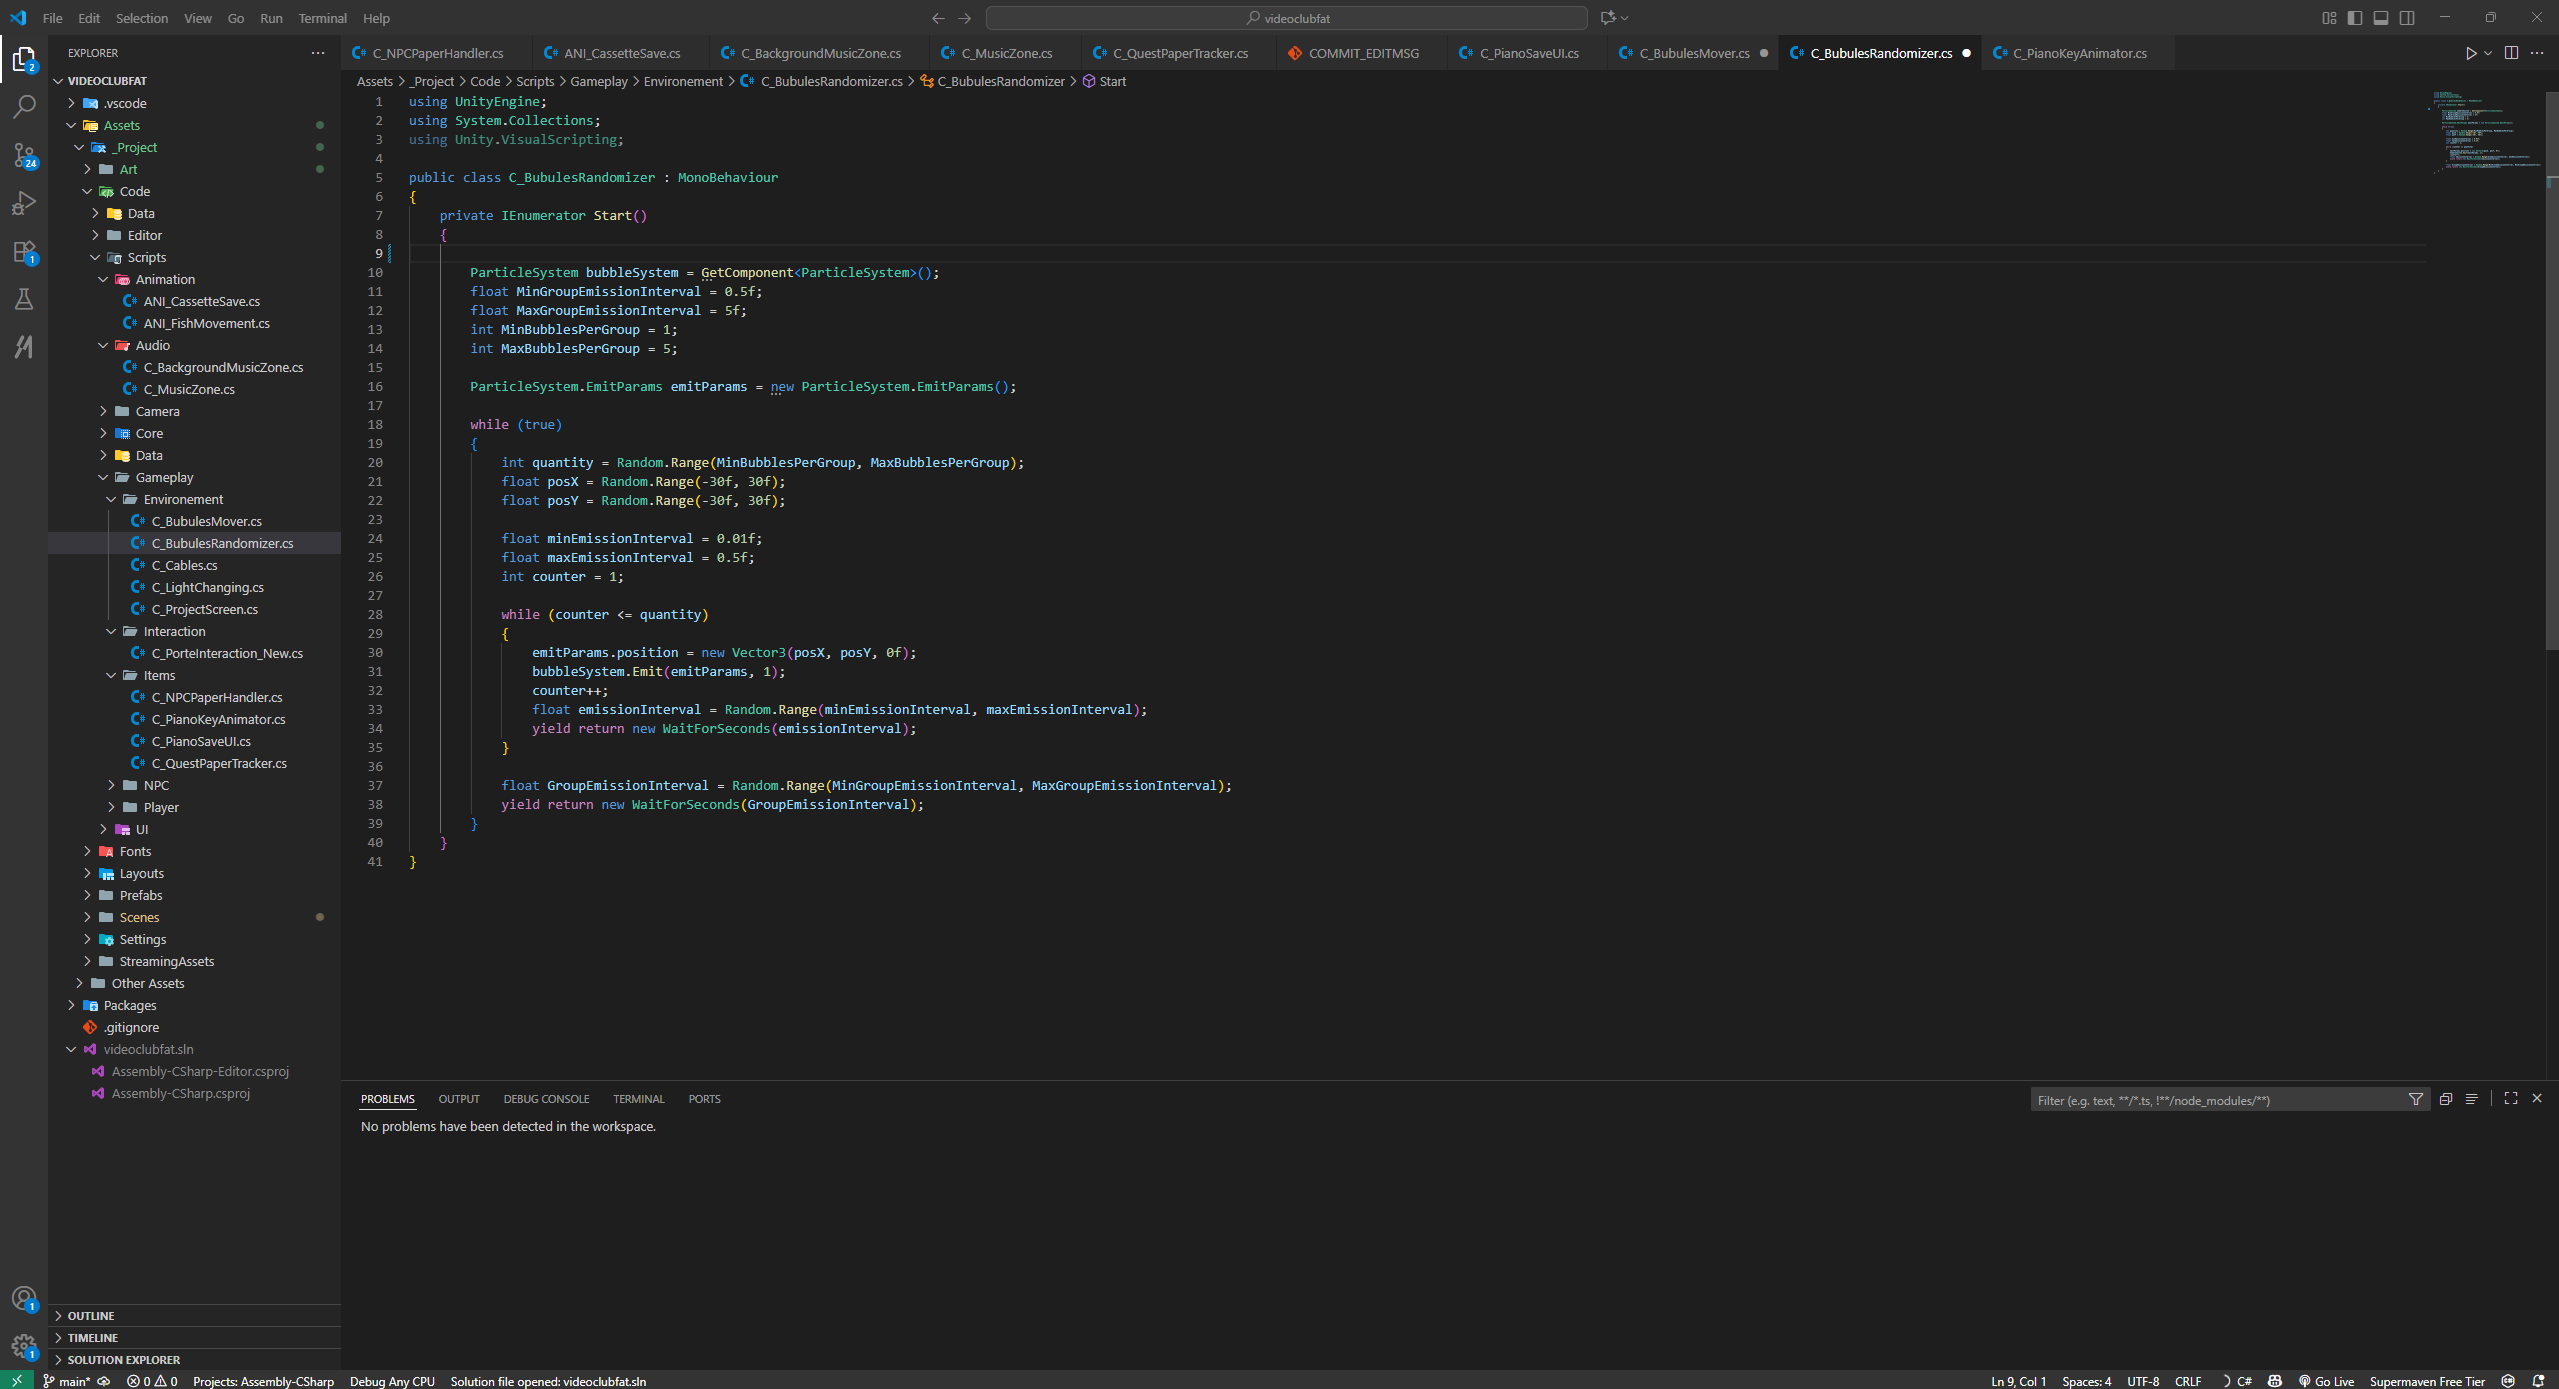 File Edit Selection View Go Run Terminal Help
videoclubfat
EXPLORER
C_NPCPaperHandler.cs ANI_CassetteSave.cs C_BackgroundMusicZone.cs C_MusicZone.cs C_QuestPaperTracker.cs COMMIT_EDITMSG C_PianoSaveUI.cs C_BubulesMover.cs C_BubulesRandomizer.cs C_PianoKeyAnimator.cs
Assets > _Project > Code > Scripts > Gameplay > Environement > C_BubulesRandomizer.cs > C_BubulesRandomizer > Start
VIDEOCLUBFAT
.vscode
Assets
_Project
Art
Code
Data
Editor
Scripts
Animation
ANI_CassetteSave.cs
ANI_FishMovement.cs
Audio
C_BackgroundMusicZone.cs
C_MusicZone.cs
Camera
Core
Data
Gameplay
Environement
C_BubulesMover.cs
C_BubulesRandomizer.cs
C_Cables.cs
C_LightChanging.cs
C_ProjectScreen.cs
Interaction
C_PorteInteraction_New.cs
Items
C_NPCPaperHandler.cs
C_PianoKeyAnimator.cs
C_PianoSaveUI.cs
C_QuestPaperTracker.cs
NPC
Player
UI
Fonts
Layouts
Prefabs
Scenes
Settings
StreamingAssets
Other Assets
Packages
.gitignore
videoclubfat.sln
Assembly-CSharp-Editor.csproj
Assembly-CSharp.csproj
OUTLINE
TIMELINE
SOLUTION EXPLORER
2
24
1
1
1
1 using UnityEngine;
2 using System.Collections;
3 using Unity.VisualScripting;
4
5 public class C_BubulesRandomizer : MonoBehaviour
6 {
7 private IEnumerator Start()
8 {
9
10 ParticleSystem bubbleSystem = GetComponent<ParticleSystem>();
11 float MinGroupEmissionInterval = 0.5f;
12 float MaxGroupEmissionInterval = 5f;
13 int MinBubblesPerGroup = 1;
14 int MaxBubblesPerGroup = 5;
15
16 ParticleSystem.EmitParams emitParams = new ParticleSystem.EmitParams();
17
18 while (true)
19 {
20 int quantity = Random.Range(MinBubblesPerGroup, MaxBubblesPerGroup);
21 float posX = Random.Range(-30f, 30f);
22 float posY = Random.Range(-30f, 30f);
23
24 float minEmissionInterval = 0.01f;
25 float maxEmissionInterval = 0.5f;
26 int counter = 1;
27
28 while (counter <= quantity)
29 {
30 emitParams.position = new Vector3(posX, posY, 0f);
31 bubbleSystem.Emit(emitParams, 1);
32 counter++;
33 float emissionInterval = Random.Range(minEmissionInterval, maxEmissionInterval);
34 yield return new WaitForSeconds(emissionInterval);
35 }
36
37 float GroupEmissionInterval = Random.Range(MinGroupEmissionInterval, MaxGroupEmissionInterval);
38 yield return new WaitForSeconds(GroupEmissionInterval);
39 }
40 }
41 }
PROBLEMS OUTPUT DEBUG CONSOLE TERMINAL PORTS
Filter (e.g. text, **/*.ts, !**/node_modules/**)
No problems have been detected in the workspace.
main* 0 0 Projects: Assembly-CSharp Debug Any CPU Solution file opened: videoclubfat.sln
Ln 9, Col 1 Spaces: 4 UTF-8 CRLF C# Go Live Supermaven Free Tier